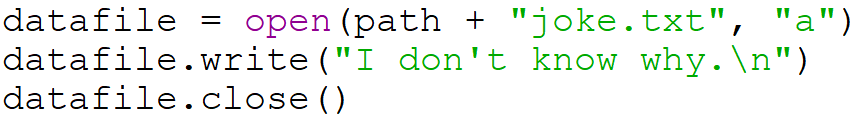 datafile = open(path + "joke.txt", "a")
datafile.write("I don't know why.\n")
datafile.close()